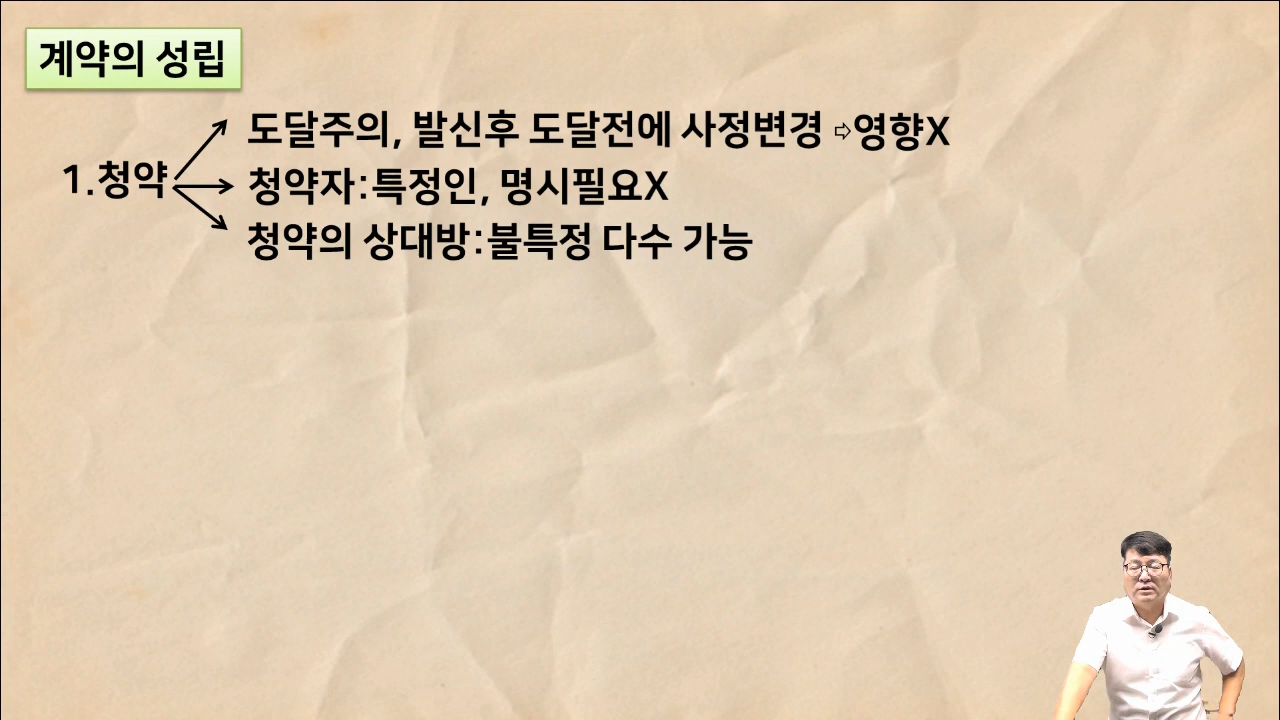 계약의 성립
도달주의, 발신후 도달전에 사정변경 ⇨영향X
1.청약
청약자:특정인, 명시필요X
청약의 상대방:불특정 다수 가능